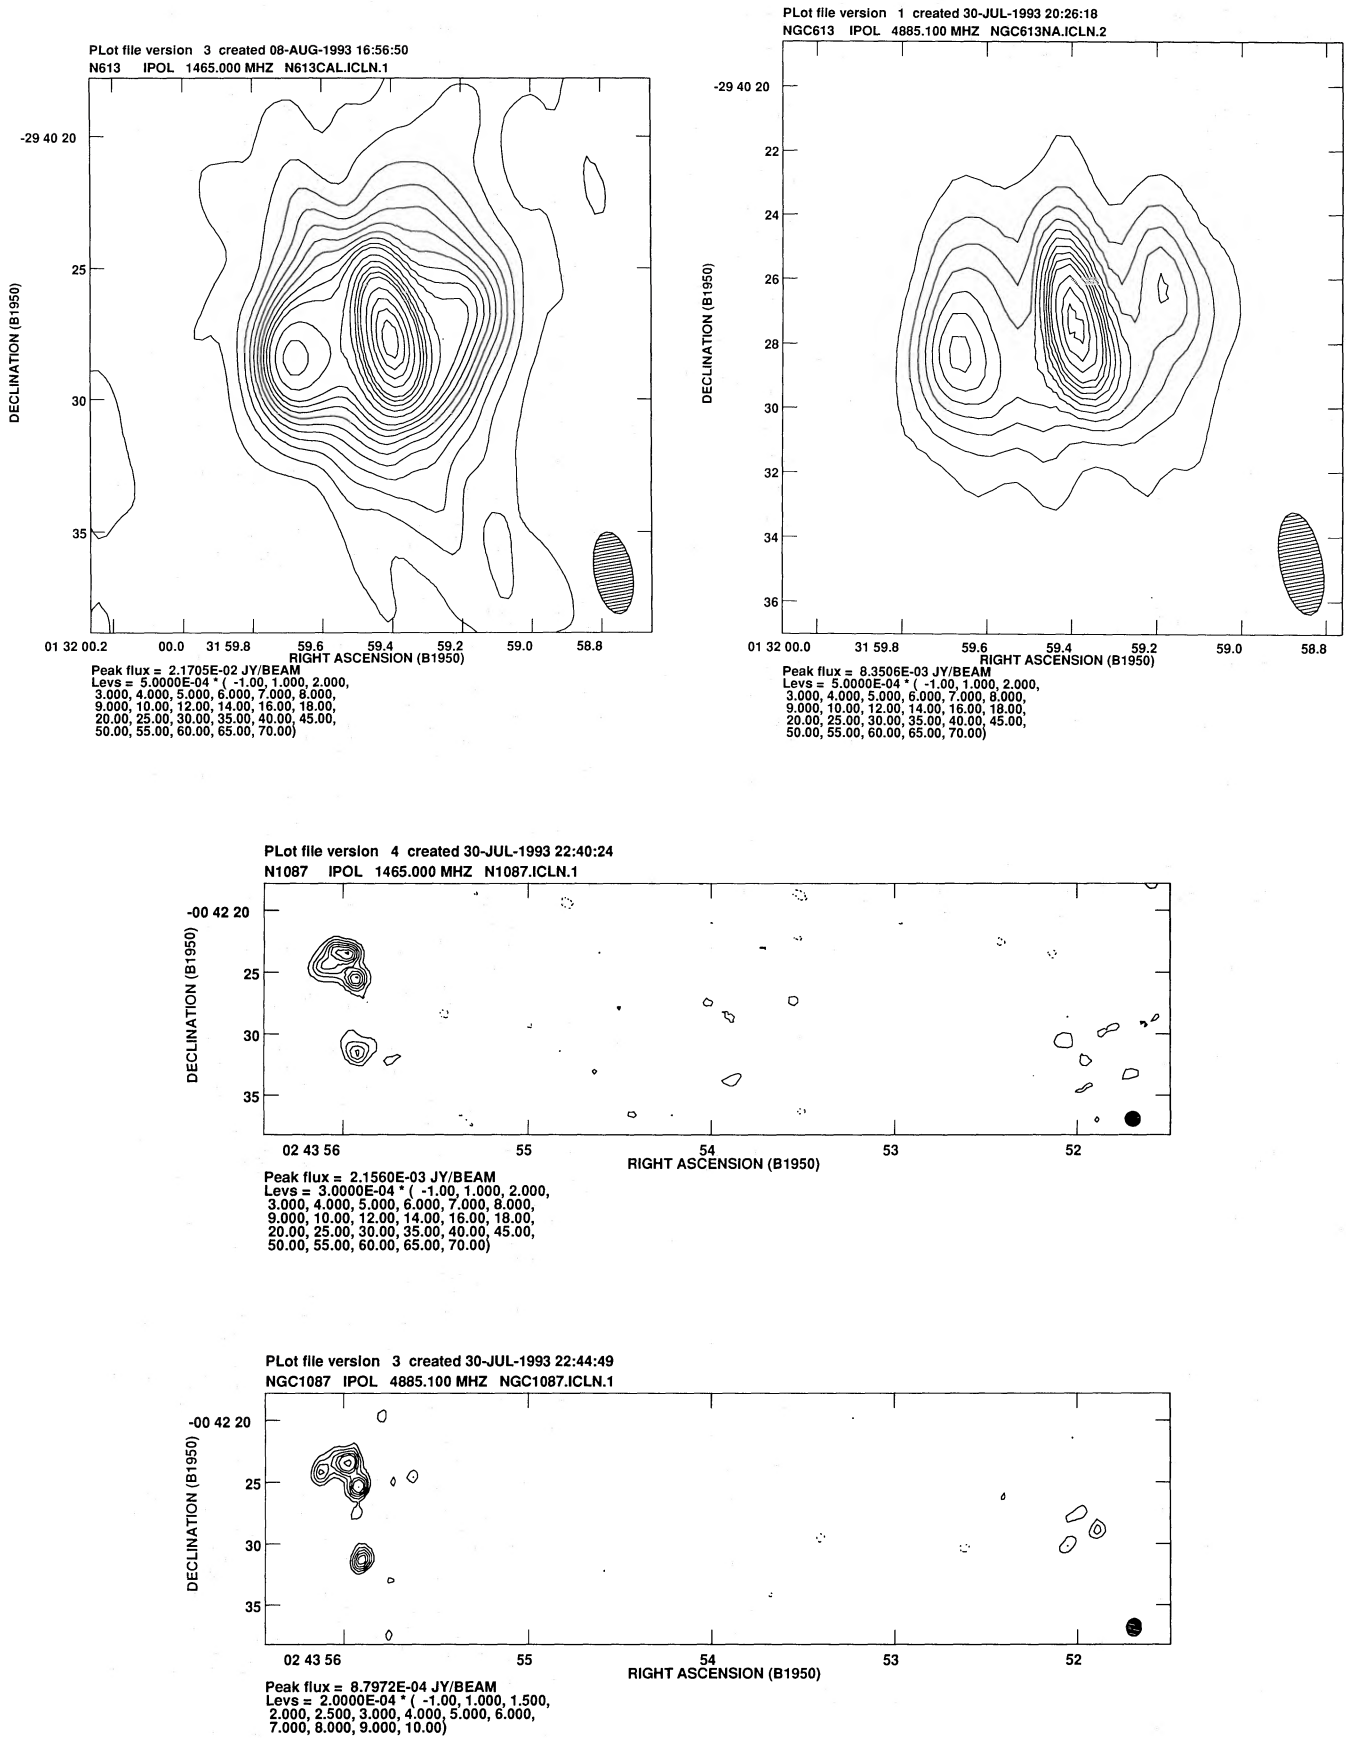 PLot file version 3 created 08-AUG-1993 16:56:50
N613 IPOL 1465.000 MHZ N613CAL.ICLN.1
-29 40 20
25
30
35
DECLINATION (B1950)
01 32 00.2 00.0 31 59.8 59.6 59.4 59.2 59.0 58.8
RIGHT ASCENSION (B1950)
Peak flux = 2.1705E-02 JY/BEAM
Levs = 5.0000E-04 * ( -1.00, 1.000, 2.000,
3.000, 4.000, 5.000, 6.000, 7.000, 8.000,
9.000, 10.00, 12.00, 14.00, 16.00, 18.00,
20.00, 25.00, 30.00, 35.00, 40.00, 45.00,
50.00, 55.00, 60.00, 65.00, 70.00)
PLot file version 1 created 30-JUL-1993 20:26:18
NGC613 IPOL 4885.100 MHZ NGC613NA.ICLN.2
-29 40 20
22
24
26
28
30
32
34
36
DECLINATION (B1950)
01 32 00.0 31 59.8 59.6 59.4 59.2 59.0 58.8
RIGHT ASCENSION (B1950)
Peak flux = 8.3506E-03 JY/BEAM
Levs = 5.0000E-04 * ( -1.00, 1.000, 2.000,
3.000, 4.000, 5.000, 6.000, 7.000, 8.000,
9.000, 10.00, 12.00, 14.00, 16.00, 18.00,
20.00, 25.00, 30.00, 35.00, 40.00, 45.00,
50.00, 55.00, 60.00, 65.00, 70.00)
PLot file version 4 created 30-JUL-1993 22:40:24
N1087 IPOL 1465.000 MHZ N1087.ICLN.1
-00 42 20
25
30
35
DECLINATION (B1950)
02 43 56 55 54 53 52
RIGHT ASCENSION (B1950)
Peak flux = 2.1560E-03 JY/BEAM
Levs = 3.0000E-04 * ( -1.00, 1.000, 2.000,
3.000, 4.000, 5.000, 6.000, 7.000, 8.000,
9.000, 10.00, 12.00, 14.00, 16.00, 18.00,
20.00, 25.00, 30.00, 35.00, 40.00, 45.00,
50.00, 55.00, 60.00, 65.00, 70.00)
PLot file version 3 created 30-JUL-1993 22:44:49
NGC1087 IPOL 4885.100 MHZ NGC1087.ICLN.1
-00 42 20
25
30
35
DECLINATION (B1950)
02 43 56 55 54 53 52
RIGHT ASCENSION (B1950)
Peak flux = 8.7972E-04 JY/BEAM
Levs = 2.0000E-04 * ( -1.00, 1.000, 1.500,
2.000, 2.500, 3.000, 4.000, 5.000, 6.000,
7.000, 8.000, 9.000, 10.00)